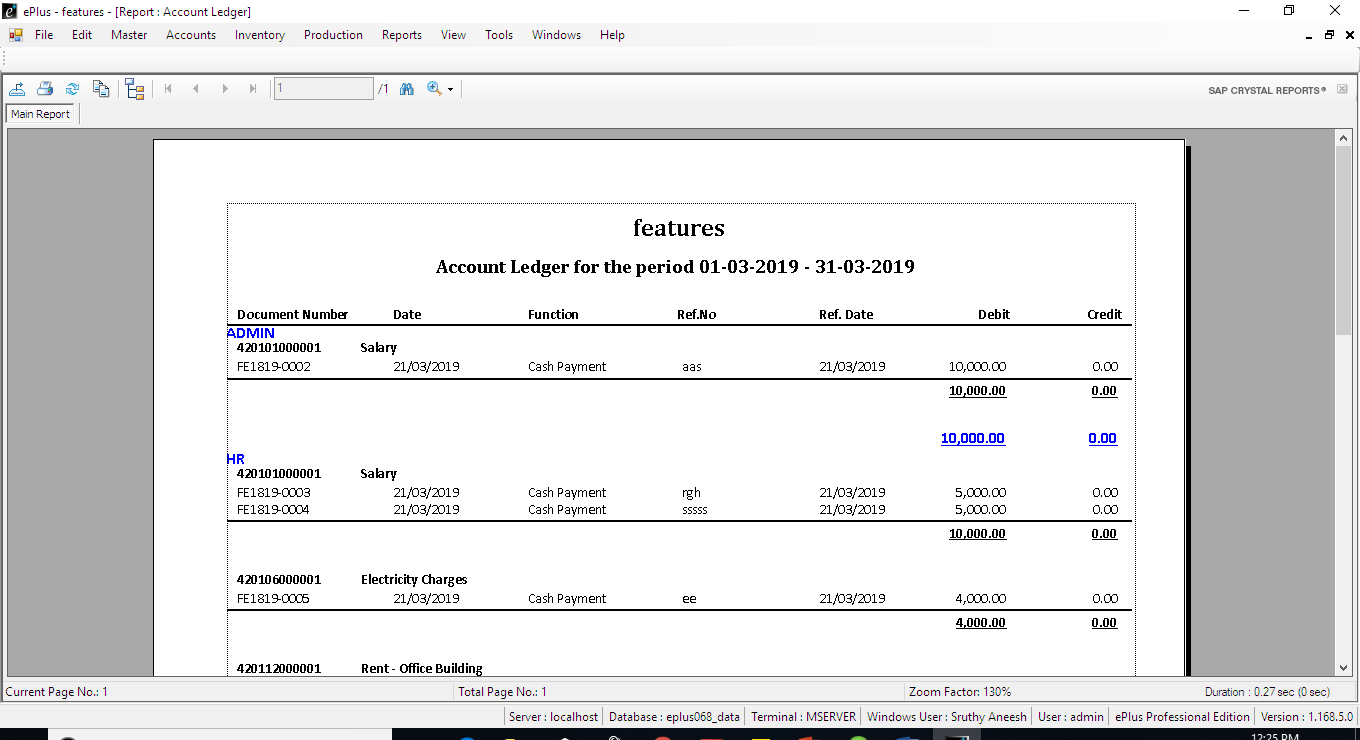 ePlus - features - [Report : Account Ledger]
File Edit Master Accounts Inventory Production Reports View Tools Windows Help
1 /1 SAP CRYSTAL REPORTS®
Main Report
features
Account Ledger for the period 01-03-2019 - 31-03-2019
Document Number Date Function Ref.No Ref. Date Debit Credit
ADMIN
420101000001 Salary
FE1819-0002 21/03/2019 Cash Payment aas 21/03/2019 10,000.00 0.00
10,000.00 0.00
10,000.00 0.00
HR
420101000001 Salary
FE1819-0003 21/03/2019 Cash Payment rgh 21/03/2019 5,000.00 0.00
FE1819-0004 21/03/2019 Cash Payment sssss 21/03/2019 5,000.00 0.00
10,000.00 0.00
420106000001 Electricity Charges
FE1819-0005 21/03/2019 Cash Payment ee 21/03/2019 4,000.00 0.00
4,000.00 0.00
420112000001 Rent - Office Building
Current Page No.: 1 Total Page No.: 1 Zoom Factor: 130% Duration : 0.27 sec (0 sec)
Server : localhost Database : eplus068_data Terminal : MSERVER Windows User : Sruthy Aneesh User : admin ePlus Professional Edition Version : 1.168.5.0
12:25 PM